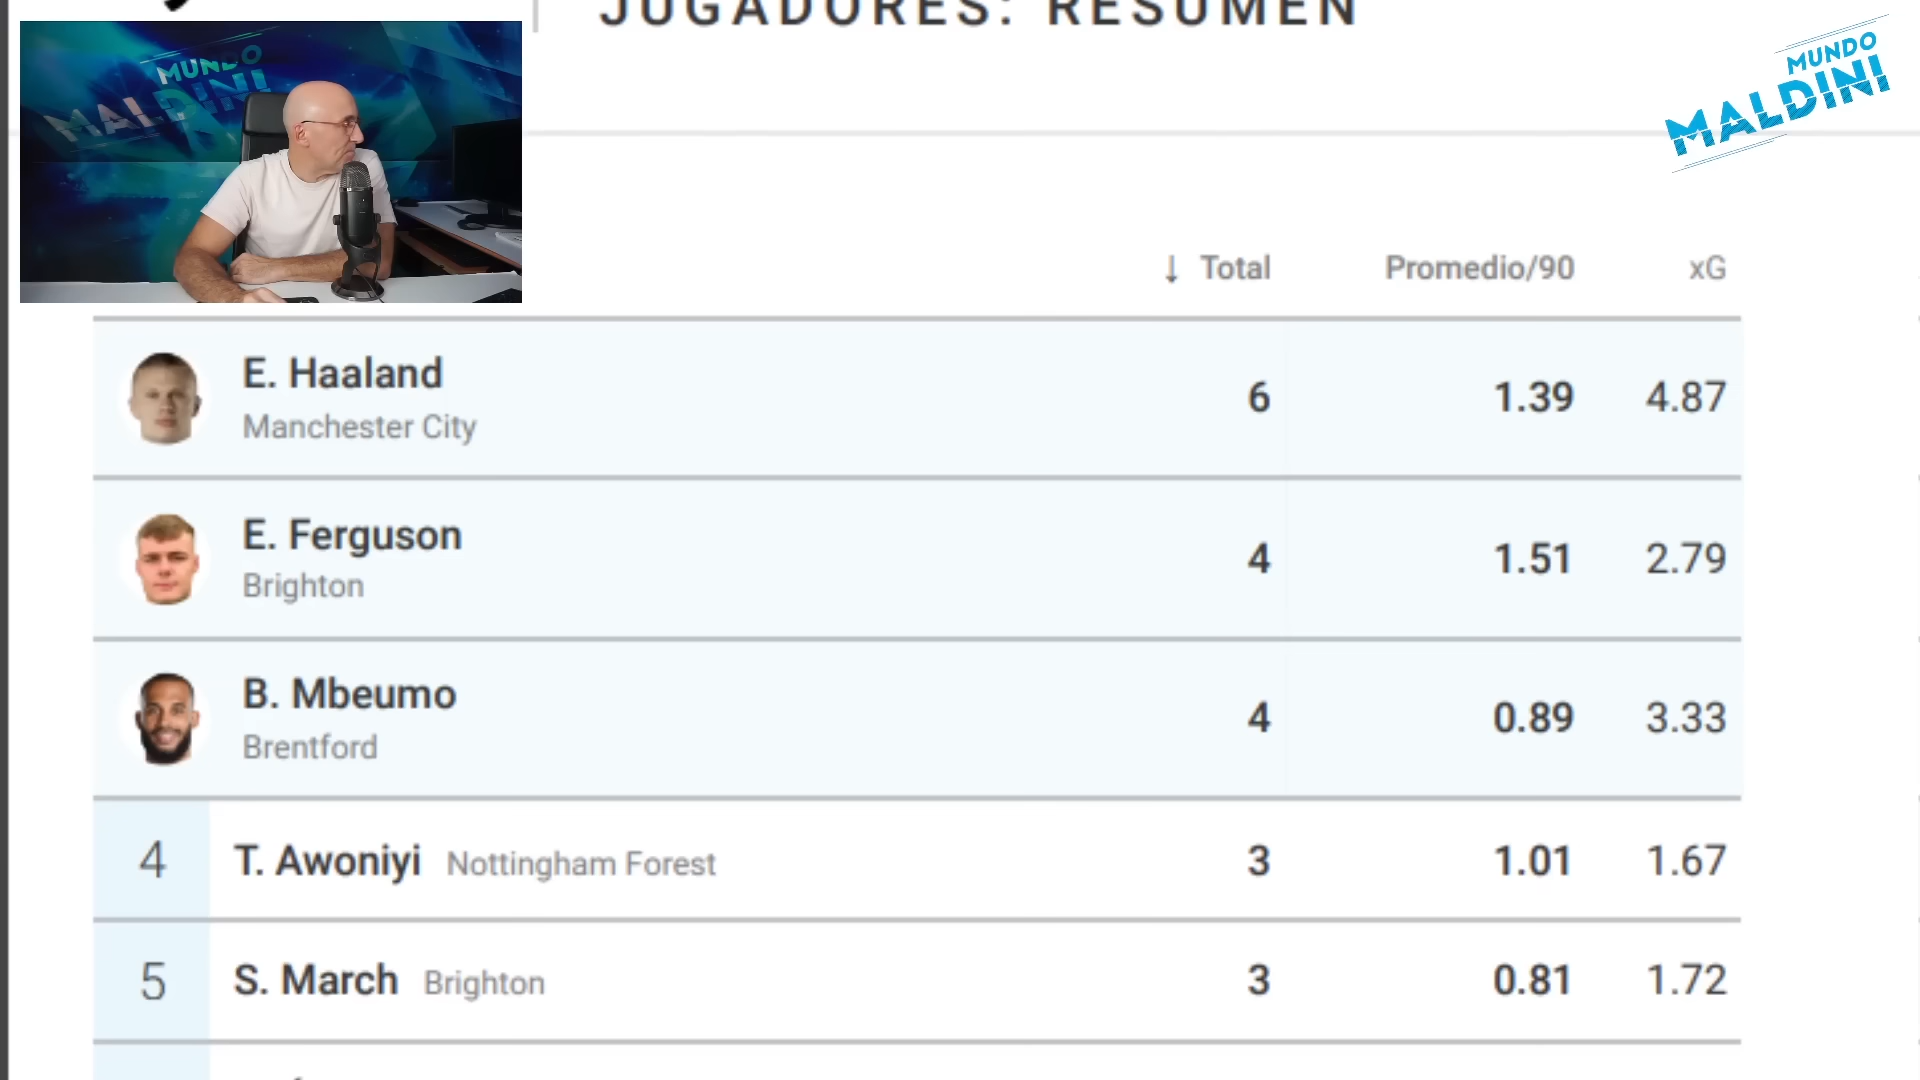 JUGADORES: RESUMEN
MUNDO
MALDINI
MUNDO
MALDINI
↓ Total Promedio/90 xG
E. Haaland
Manchester City
6 1.39 4.87
E. Ferguson
Brighton
4 1.51 2.79
B. Mbeumo
Brentford
4 0.89 3.33
4 T. Awoniyi Nottingham Forest 3 1.01 1.67
5 S. March Brighton 3 0.81 1.72